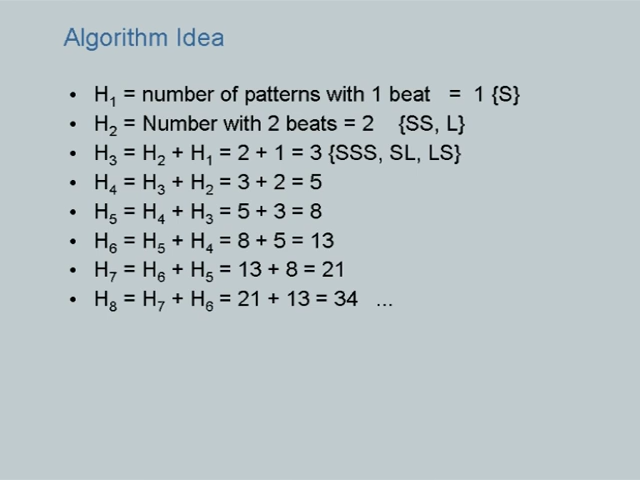 Algorithm Idea
• H₁ = number of patterns with 1 beat = 1 {S}
• H₂ = Number with 2 beats = 2 {SS, L}
• H₃ = H₂ + H₁ = 2 + 1 = 3 {SSS, SL, LS}
• H₄ = H₃ + H₂ = 3 + 2 = 5
• H₅ = H₄ + H₃ = 5 + 3 = 8
• H₆ = H₅ + H₄ = 8 + 5 = 13
• H₇ = H₆ + H₅ = 13 + 8 = 21
• H₈ = H₇ + H₆ = 21 + 13 = 34 ...